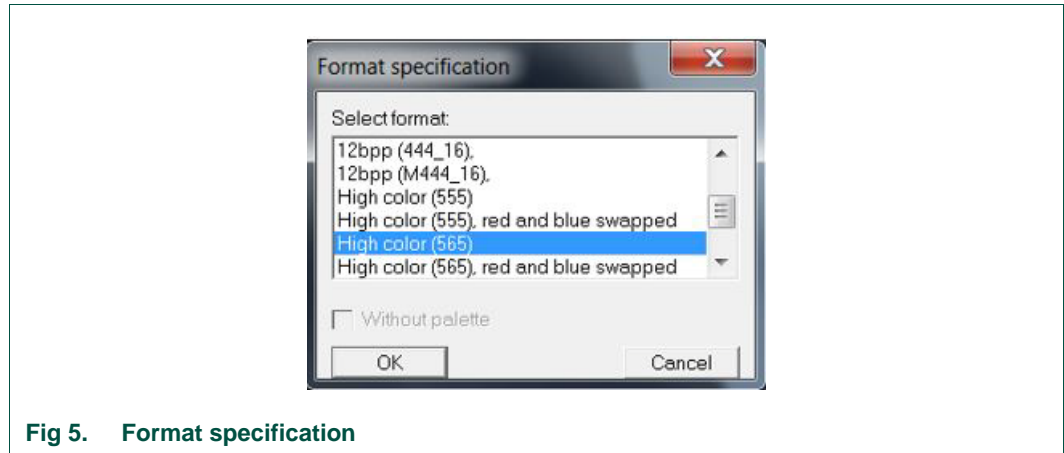 Format specification
Select format:
12bpp (444_16),
12bpp (M444_16),
High color (555)
High color (555), red and blue swapped
High color (565)
High color (565), red and blue swapped
Without palette
OK Cancel
Fig 5. Format specification